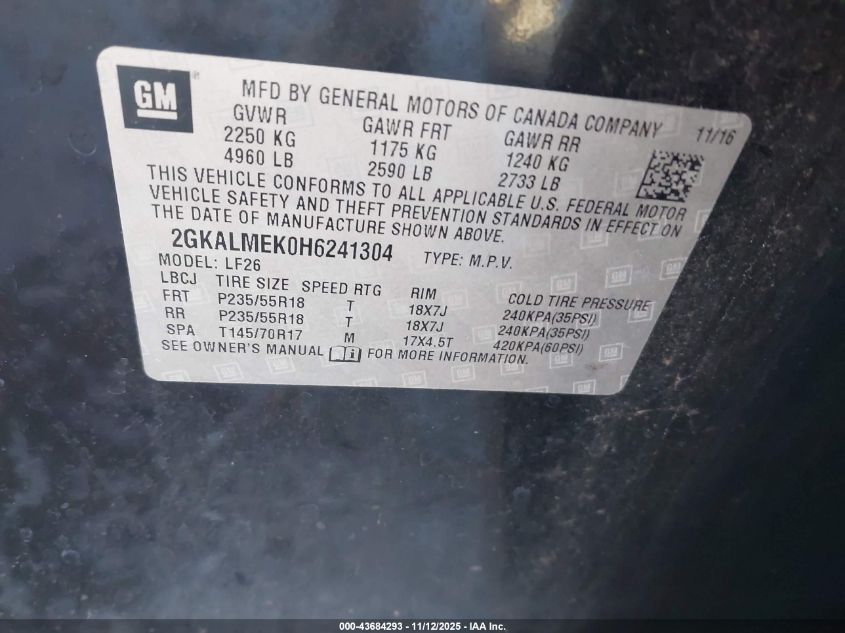 GM
MFD BY GENERAL MOTORS OF CANADA COMPANY 11/16
GVWR GAWR FRT GAWR RR
2250 KG 1175 KG 1240 KG
4960 LB 2590 LB 2733 LB
THIS VEHICLE CONFORMS TO ALL APPLICABLE U.S. FEDERAL MOTOR
VEHICLE SAFETY AND THEFT PREVENTION STANDARDS IN EFFECT ON
THE DATE OF MANUFACTURE SHOWN ABOVE.
2GKALMEK0H6241304 TYPE: M.P.V.
MODEL: LF26
LBCJ TIRE SIZE SPEED RTG RIM COLD TIRE PRESSURE
FRT P235/55R18 T 18X7J 240KPA(35PSI)
RR P235/55R18 T 18X7J 240KPA(35PSI)
SPA T145/70R17 M 17X4.5T 420KPA(60PSI)
SEE OWNER'S MANUAL FOR MORE INFORMATION.
000-43684293 - 11/12/2025 - IAA Inc.